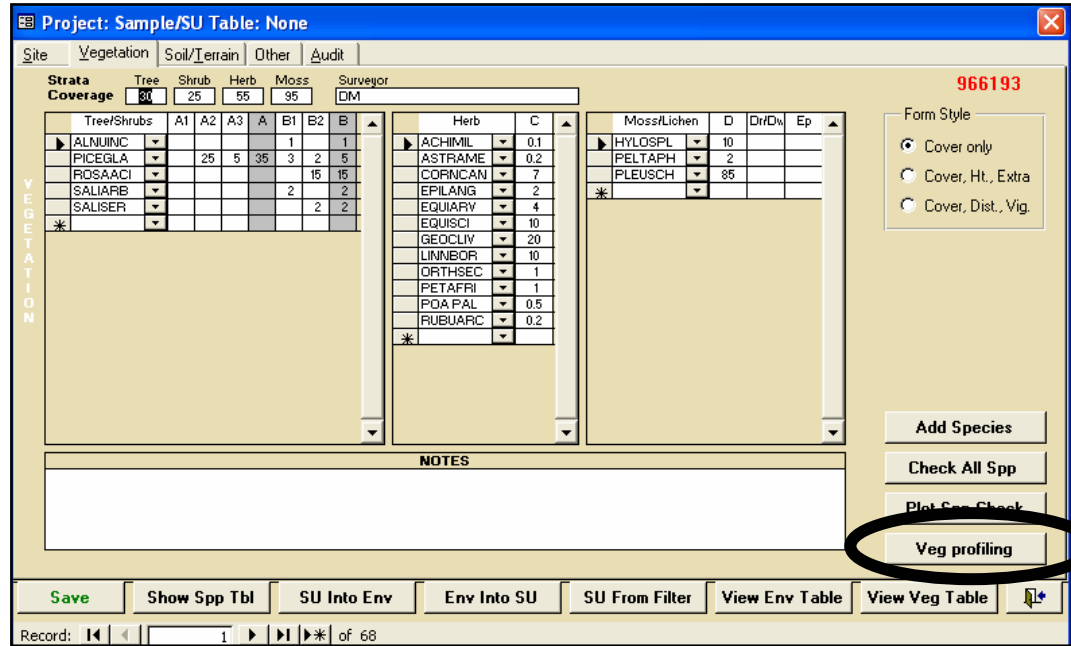 Project: Sample/SU Table: None
Site Vegetation Soil/Terrain Other Audit
Strata Tree Shrub Herb Moss Surveyor
Coverage 30 25 55 95 DM
966193
Tree/Shrubs A1 A2 A3 A B1 B2 B
ALNUINC 1 1
PICEGLA 25 5 35 3 2 5
ROSAACI 15 15
SALIARB 2 2
SALISER 2 2
Herb C
ACHIMIL 0.1
ASTRAME 0.2
CORNCAN 7
EPILANG 2
EQUIARV 4
EQUISCI 10
GEOCLIV 20
LINNBOR 10
ORTHSEC 1
PETAFRI 1
POA PAL 0.5
RUBUARC 0.2
Moss/Lichen D Dr/Dw Ep
HYLOSPL 10
PELTAPH 2
PLEUSCH 85
VEGETATION
Form Style
Cover only
Cover, Ht., Extra
Cover, Dist., Vig.
NOTES
Add Species
Check All Spp
Plot Spp Check
Veg profiling
Save Show Spp Tbl SU Into Env Env Into SU SU From Filter View Env Table View Veg Table
Record: 1 of 68